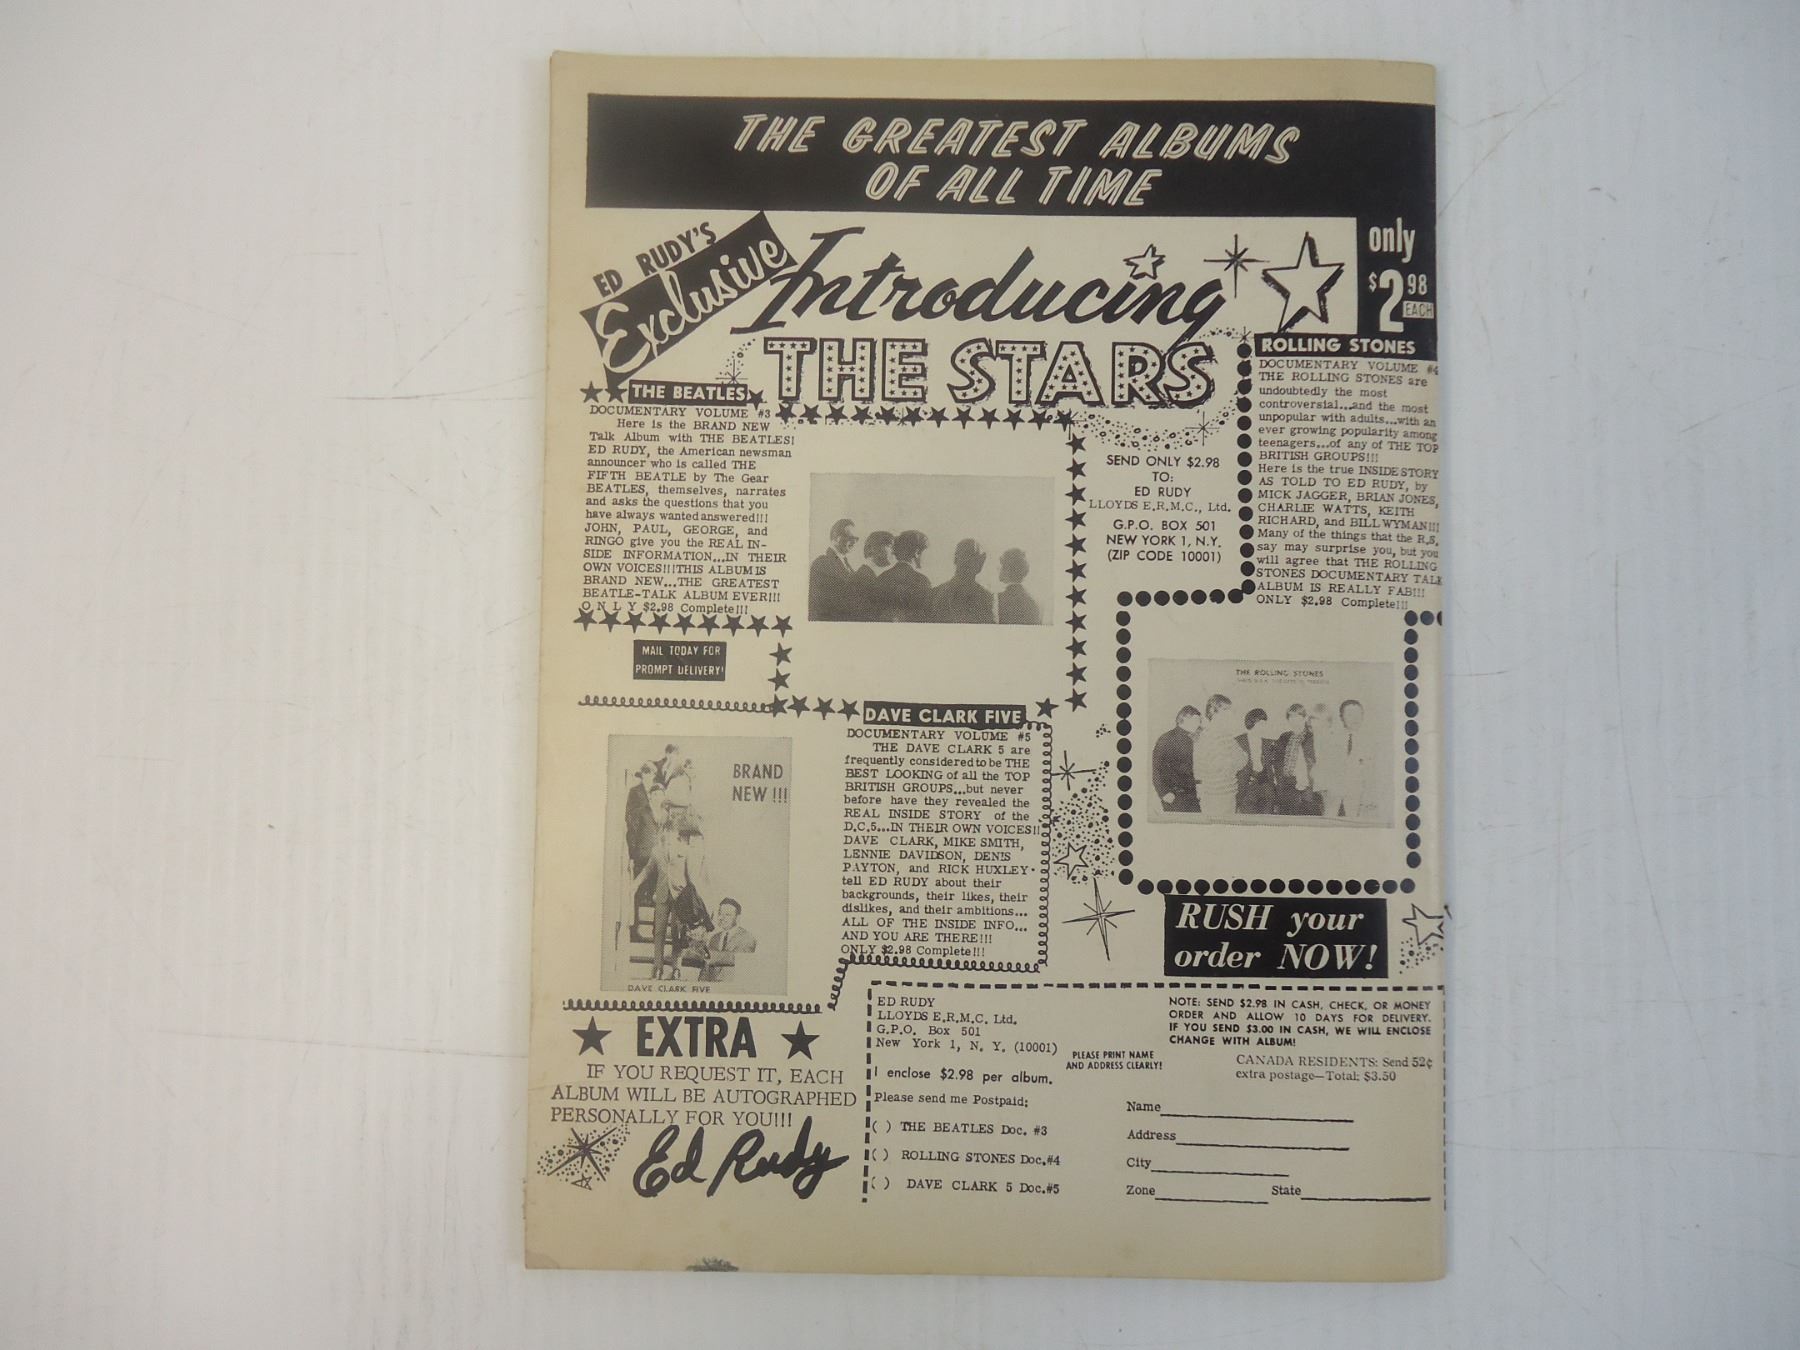 THE GREATEST ALBUMS
OF ALL TIME
ED RUDY'S
Exclusive
Introducing
THE STARS
only
$2 98
EACH
THE BEATLES
DOCUMENTARY VOLUME #3
Here is the BRAND NEW
Talk Album with THE BEATLES!
ED RUDY, the American newsman
announcer who is called THE
FIFTH BEATLE by The Gear
BEATLES, themselves, narrates
and asks the questions that you
have always wanted answered!!!
JOHN, PAUL, GEORGE, and
RINGO give you the REAL IN-
SIDE INFORMATION...IN THEIR
OWN VOICES!!!THIS ALBUM IS
BRAND NEW...THE GREATEST
BEATLE-TALK ALBUM EVER!!!
ONLY $2.98 Complete!!!
MAIL TODAY FOR
PROMPT DELIVERY!
SEND ONLY $2.98
TO:
ED RUDY
LLOYDS E.R.M.C., Ltd.
G.P.O. BOX 501
NEW YORK 1, N.Y.
(ZIP CODE 10001)
ROLLING STONES
DOCUMENTARY VOLUME #4
THE ROLLING STONES are
undoubtedly the most
controversial...and the most
unpopular with adults...with an
ever growing popularity among
teenagers...of any of THE TOP
BRITISH GROUPS!!!
Here is the true INSIDE STORY
AS TOLD TO ED RUDY, by
MICK JAGGER, BRIAN JONES,
CHARLIE WATTS, KEITH
RICHARD, and BILL WYMAN!!!
Many of the things that the R.S.
say may surprise you, but you
will agree that THE ROLLING
STONES DOCUMENTARY TALK
ALBUM IS REALLY FAB!!!
ONLY $2.98 Complete!!!
THE ROLLING STONES
BRAND
NEW !!!
DAVE CLARK FIVE
DAVE CLARK FIVE
DOCUMENTARY VOLUME #5
THE DAVE CLARK 5 are
frequently considered to be THE
BEST LOOKING of all the TOP
BRITISH GROUPS...but never
before have they revealed the
REAL INSIDE STORY of the
D.C.5...IN THEIR OWN VOICES!!
DAVE CLARK, MIKE SMITH,
LENNIE DAVIDSON, DENIS
PAYTON, and RICK HUXLEY
tell ED RUDY about their
backgrounds, their likes, their
dislikes, and their ambitions...
ALL OF THE INSIDE INFO...
AND YOU ARE THERE!!!
ONLY $2.98 Complete!!!
RUSH your
order NOW!
EXTRA
IF YOU REQUEST IT, EACH
ALBUM WILL BE AUTOGRAPHED
PERSONALLY FOR YOU!!!
Ed Rudy
ED RUDY
LLOYDS E.R.M.C. Ltd.
G.P.O. Box 501
New York 1, N. Y. (10001)
I enclose $2.98 per album.
Please send me Postpaid:
( ) THE BEATLES Doc. #3
( ) ROLLING STONES Doc.#4
( ) DAVE CLARK 5 Doc.#5
PLEASE PRINT NAME
AND ADDRESS CLEARLY!
NOTE: SEND $2.98 IN CASH, CHECK, OR MONEY
ORDER AND ALLOW 10 DAYS FOR DELIVERY.
IF YOU SEND $3.00 IN CASH, WE WILL ENCLOSE
CHANGE WITH ALBUM!
CANADA RESIDENTS: Send 52¢
extra postage—Total: $3.50
Name
Address
City
Zone State